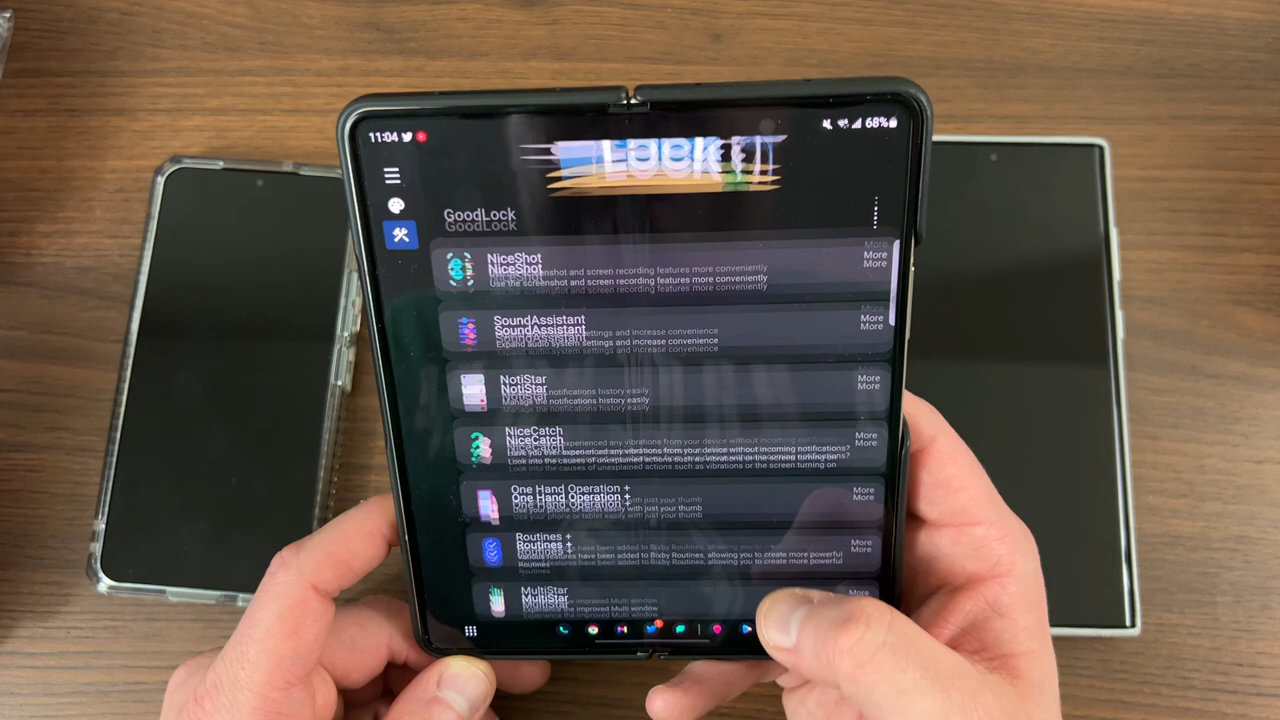 11:04
68%
LOCK
GoodLock
NiceShot
Use the screenshot and screen recording features more conveniently
More
SoundAssistant
Expand audio system settings and increase convenience
More
NotiStar
Manage the notifications history easily
More
NiceCatch
Have you ever experienced any vibrations from your device without incoming notifications?
Look into the causes of unexplained actions such as vibrations or the screen turning on
More
One Hand Operation +
Use your phone or tablet easily with just your thumb
More
Routines +
Various features have been added to Bixby Routines, allowing you to create more powerful
Routines
More
MultiStar
Experience the improved Multi window
More